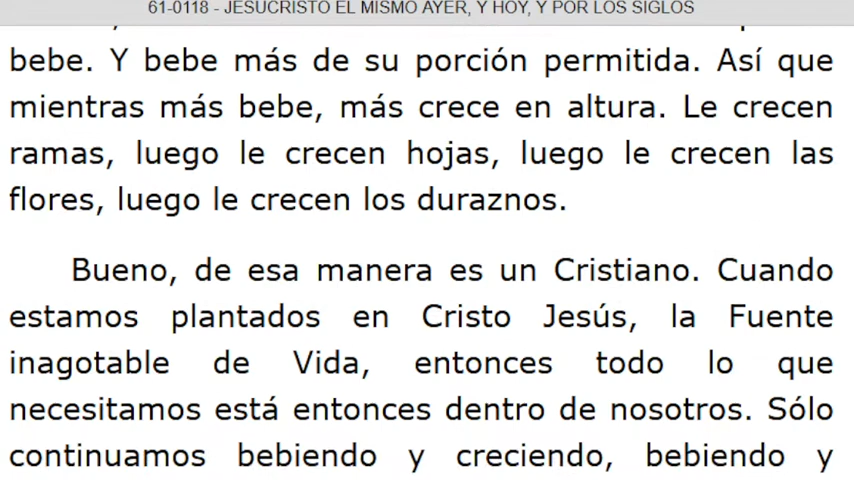 61-0118 - JESUCRISTO EL MISMO AYER, Y HOY, Y POR LOS SIGLOS
bebe. Y bebe más de su porción permitida. Así que
mientras más bebe, más crece en altura. Le crecen
ramas, luego le crecen hojas, luego le crecen las
flores, luego le crecen los duraznos.
Bueno, de esa manera es un Cristiano. Cuando
estamos plantados en Cristo Jesús, la Fuente
inagotable de Vida, entonces todo lo que
necesitamos está entonces dentro de nosotros. Sólo
continuamos bebiendo y creciendo, bebiendo y